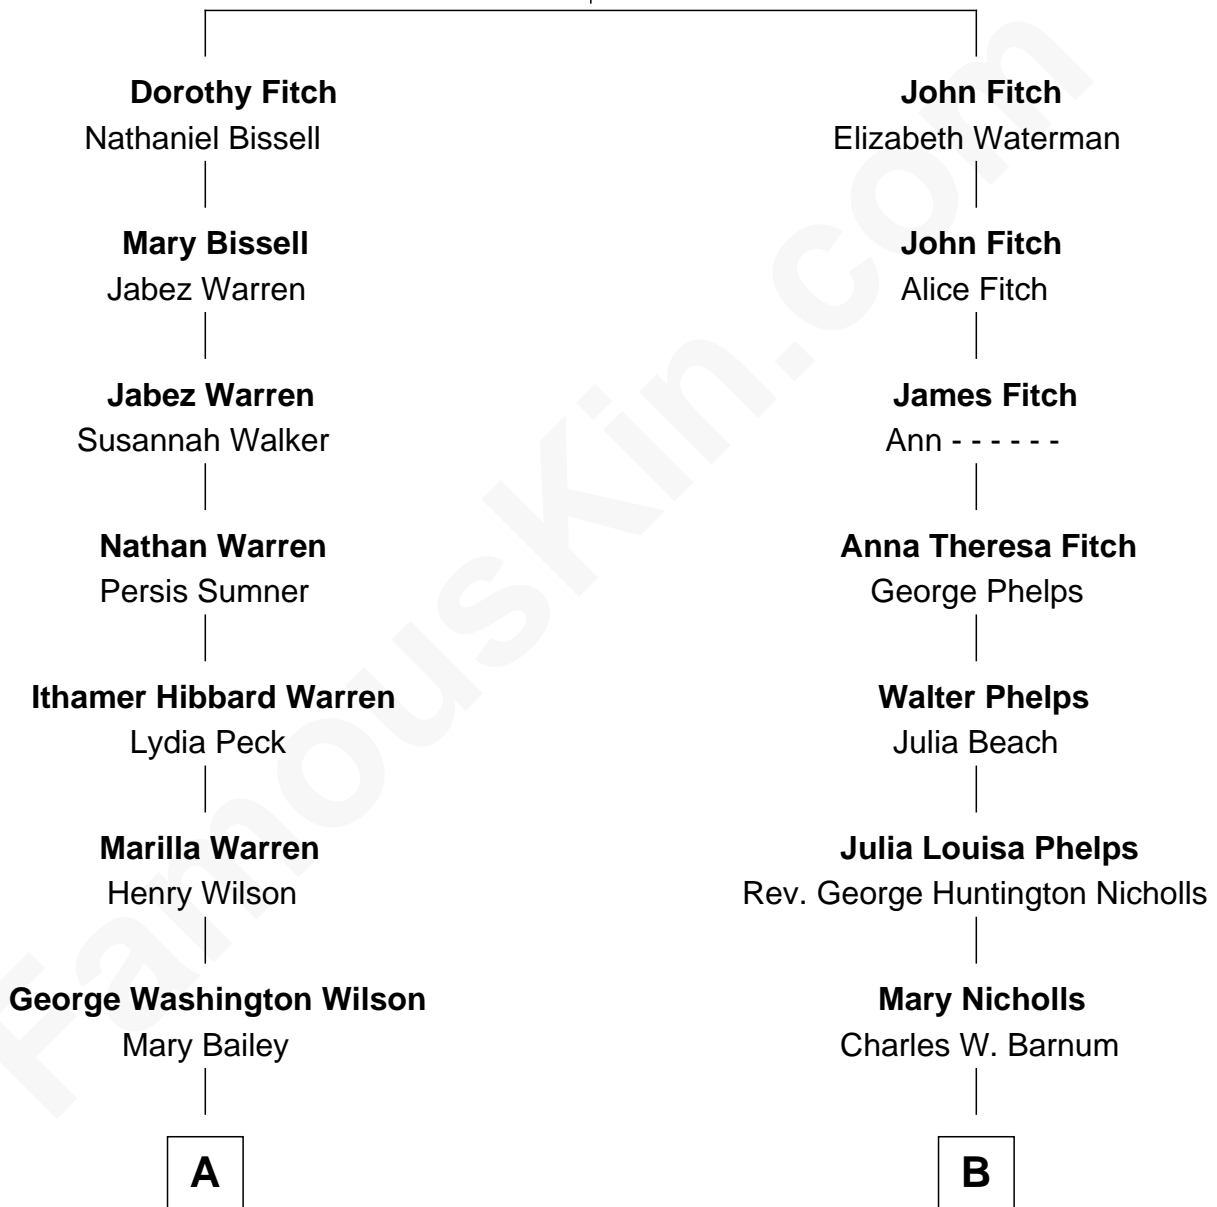 Dorothy Fitch
Nathaniel Bissell
Mary Bissell
Jabez Warren
Jabez Warren
Susannah Walker
Nathan Warren
Persis Sumner
Ithamer Hibbard Warren
Lydia Peck
Marilla Warren
Henry Wilson
George Washington Wilson
Mary Bailey
A
John Fitch
Elizabeth Waterman
John Fitch
Alice Fitch
James Fitch
Ann - - - - - -
Anna Theresa Fitch
George Phelps
Walter Phelps
Julia Beach
Julia Louisa Phelps
Rev. George Huntington Nicholls
Mary Nicholls
Charles W. Barnum
B
FamousKin.com